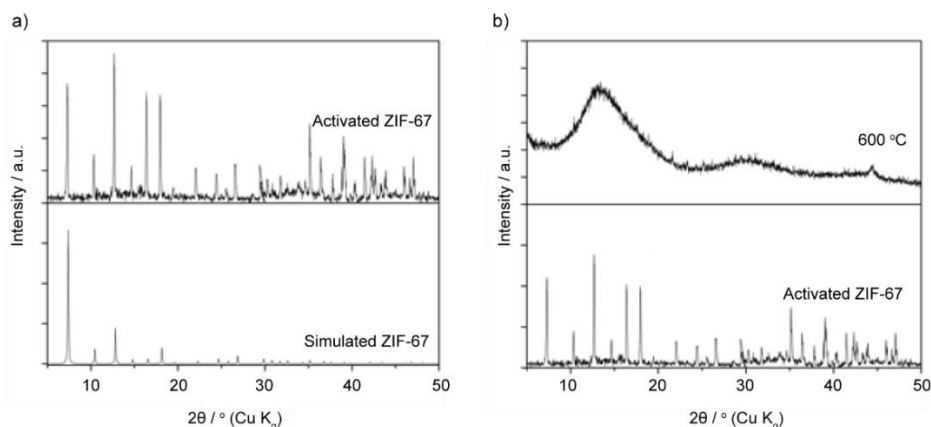 a)
Intensity / a.u.
Activated ZIF-67
Simulated ZIF-67
10 20 30 40 50
2θ / ° (Cu Kα)
b)
Intensity / a.u.
600 °C
Activated ZIF-67
10 20 30 40 50
2θ / ° (Cu Kα)